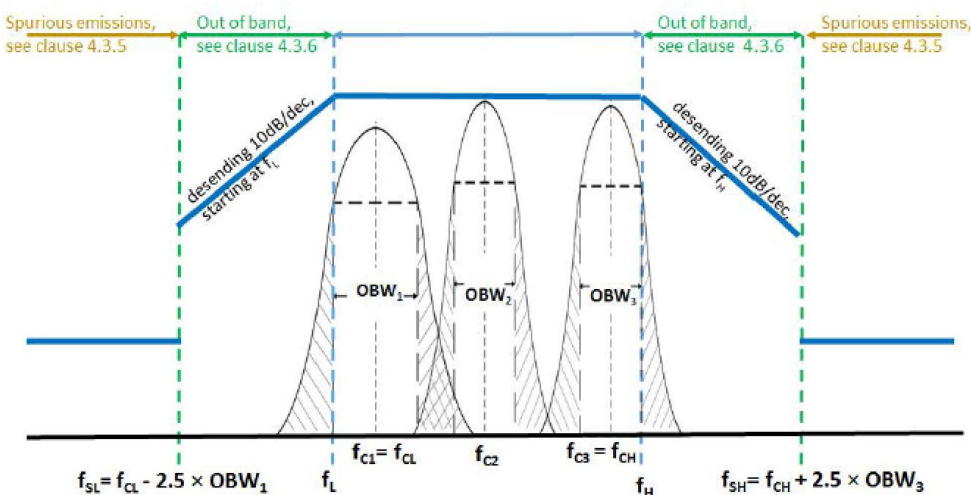 Spurious emissions,
see clause 4.3.5
Out of band,
see clause 4.3.6
Out of band,
see clause 4.3.6
Spurious emissions,
see clause 4.3.5
desending 10dB/dec,
starting at fL
desending 10dB/dec,
starting at fH
OBW1
OBW2
OBW3
fC1= fCL
fC2
fC3 = fCH
fSL= fCL - 2.5 × OBW1
fL
fH
fSH= fCH + 2.5 × OBW3